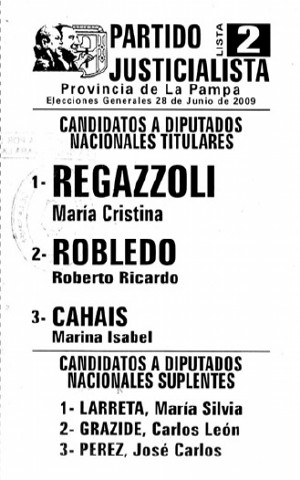 PARTIDO
JUSTICIALISTA
LISTA 2
Provincia de La Pampa
Elecciones Generales 28 de Junio de 2009
CANDIDATOS A DIPUTADOS
NACIONALES TITULARES
1- REGAZZOLI
María Cristina
2- ROBLEDO
Roberto Ricardo
3- CAHAIS
Marina Isabel
CANDIDATOS A DIPUTADOS
NACIONALES SUPLENTES
1- LARRETA, María Silvia
2- GRAZIDE, Carlos León
3- PEREZ, José Carlos